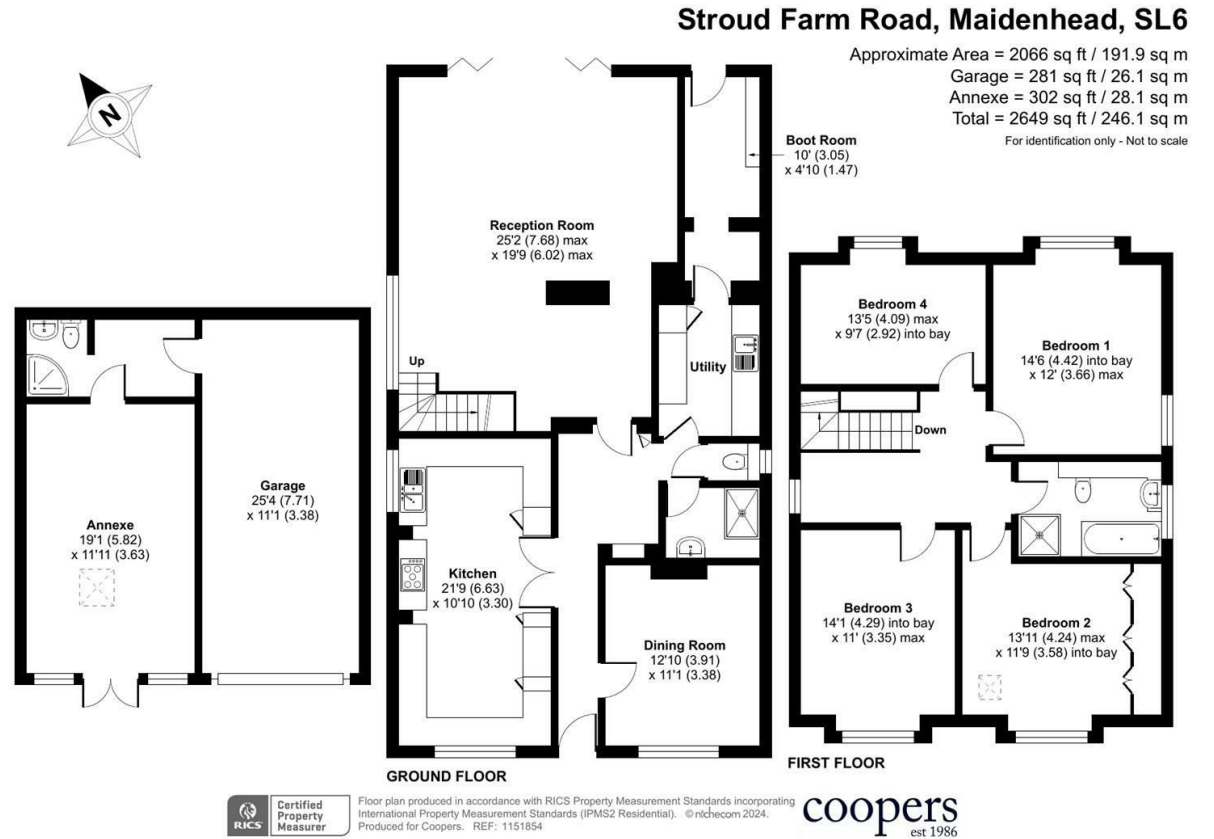 Stroud Farm Road, Maidenhead, SL6
Approximate Area = 2066 sq ft / 191.9 sq m
Garage = 281 sq ft / 26.1 sq m
Annexe = 302 sq ft / 28.1 sq m
Total = 2649 sq ft / 246.1 sq m
For identification only - Not to scale
N
Boot Room
10' (3.05)
x 4'10 (1.47)
Reception Room
25'2 (7.68) max
x 19'9 (6.02) max
Up
Utility
Bedroom 4
13'5 (4.09) max
x 9'7 (2.92) into bay
Bedroom 1
14'6 (4.42) into bay
x 12' (3.66) max
Down
Garage
25'4 (7.71)
x 11'1 (3.38)
Annexe
19'1 (5.82)
x 11'11 (3.63)
Kitchen
21'9 (6.63)
x 10'10 (3.30)
Dining Room
12'10 (3.91)
x 11'1 (3.38)
Bedroom 3
14'1 (4.29) into bay
x 11' (3.35) max
Bedroom 2
13'11 (4.24) max
x 11'9 (3.58) into bay
GROUND FLOOR
FIRST FLOOR
RICS
Certified
Property
Measurer
Floor plan produced in accordance with RICS Property Measurement Standards incorporating
International Property Measurement Standards (IPMS2 Residential). © nichecom 2024.
Produced for Coopers. REF: 1151854
coopers
est 1986